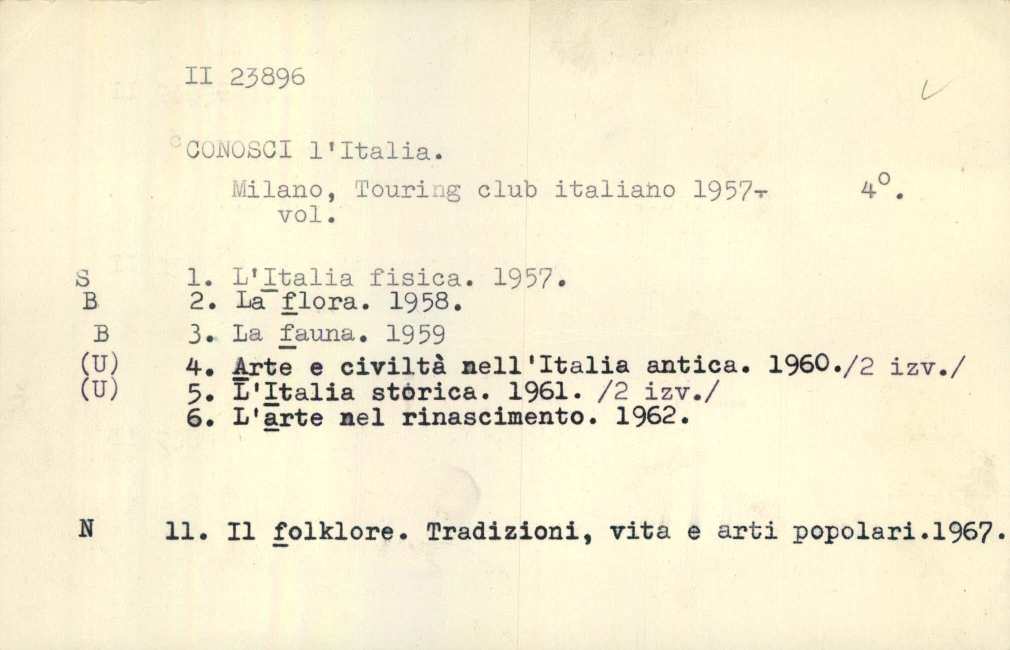 II 23896
CONOSCI l'Italia.
Milano, Touring club italiano 1957- 4°.
vol.
S 1. L'Italia fisica. 1957.
B 2. La flora. 1958.
B 3. La fauna. 1959
(U) 4. Arte e civiltà nell'Italia antica. 1960./2 izv./
(U) 5. L'Italia storica. 1961. /2 izv./
6. L'arte nel rinascimento. 1962.
N 11. Il folklore. Tradizioni, vita e arti popolari.1967.